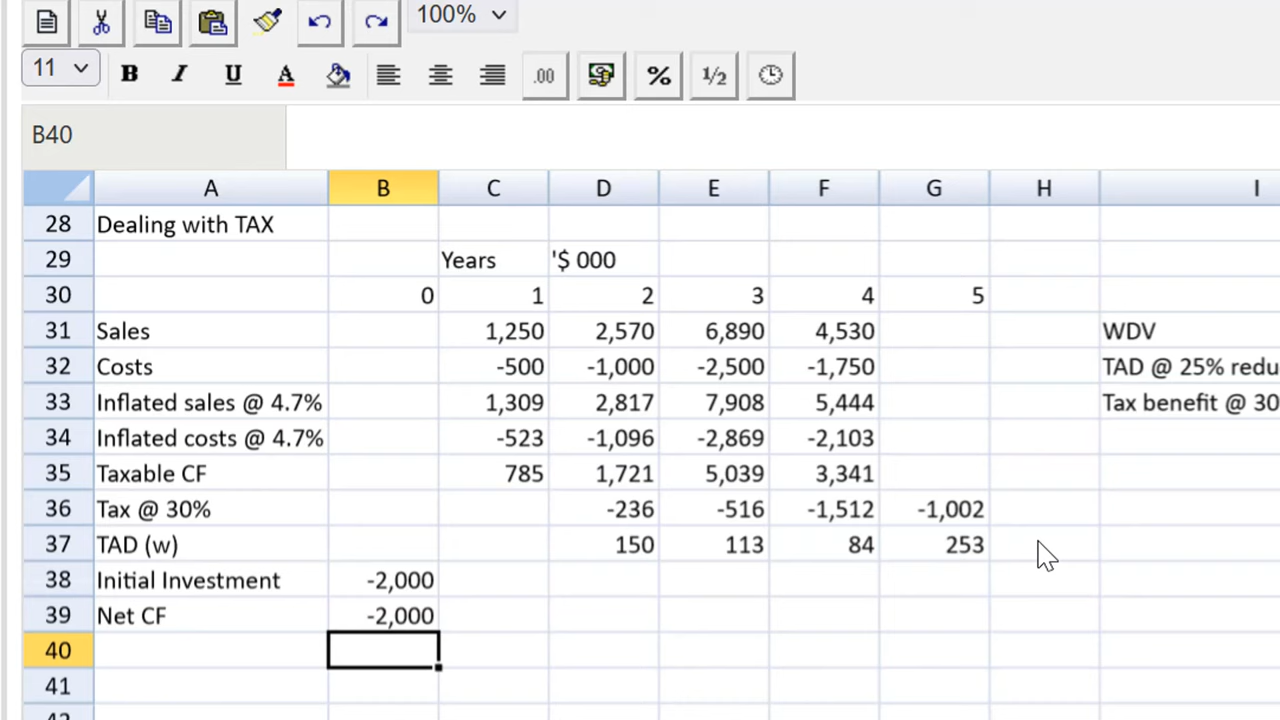 100%
11 B I U A .00 % 1/2
B40
A B C D E F G H I
28 Dealing with TAX
29 Years '$ 000
30 0 1 2 3 4 5
31 Sales 1,250 2,570 6,890 4,530 WDV
32 Costs -500 -1,000 -2,500 -1,750 TAD @ 25% redu
33 Inflated sales @ 4.7% 1,309 2,817 7,908 5,444 Tax benefit @ 30
34 Inflated costs @ 4.7% -523 -1,096 -2,869 -2,103
35 Taxable CF 785 1,721 5,039 3,341
36 Tax @ 30% -236 -516 -1,512 -1,002
37 TAD (w) 150 113 84 253
38 Initial Investment -2,000
39 Net CF -2,000
40
41